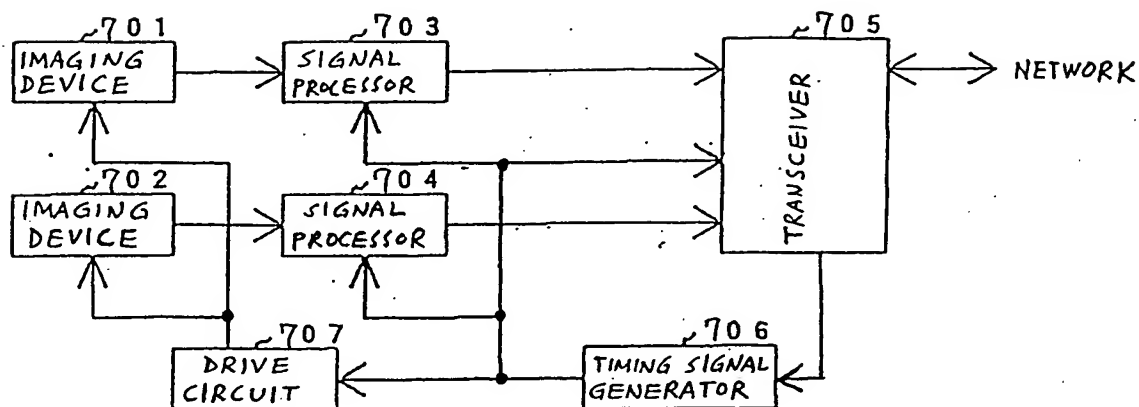 701
IMAGING
DEVICE
703
SIGNAL
PROCESSOR
705
TRANSCEIVER
NETWORK
702
IMAGING
DEVICE
704
SIGNAL
PROCESSOR
707
DRIVE
CIRCUIT
706
TIMING SIGNAL
GENERATOR